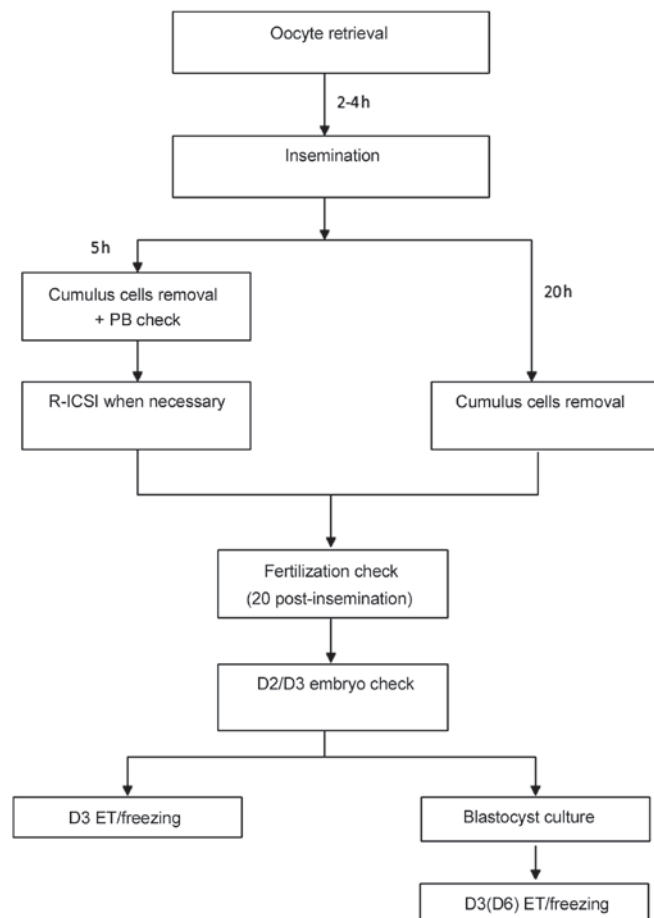 Oocyte retrieval
2-4h
Insemination
5h
20h
Cumulus cells removal
+ PB check
R-ICSI when necessary
Cumulus cells removal
Fertilization check
(20 post-insemination)
D2/D3 embryo check
D3 ET/freezing
Blastocyst culture
D3(D6) ET/freezing